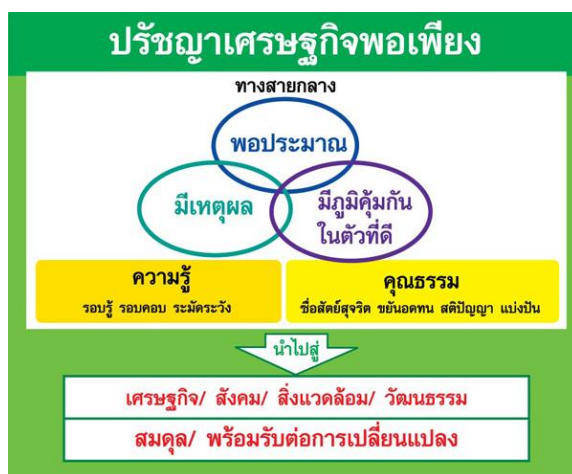 ปรัชญาเศรษฐกิจพอเพียง
ทางสายกลาง
พอประมาณ
มีเหตุผล
มีภูมิคุ้มกัน
ในตัวที่ดี
ความรู้
รอบรู้ รอบคอบ ระมัดระวัง
คุณธรรม
ซื่อสัตย์สุจริต ขยันอดทน สติปัญญา แบ่งปัน
นำไปสู่
เศรษฐกิจ/ สังคม/ สิ่งแวดล้อม/ วัฒนธรรม
สมดุล/ พร้อมรับต่อการเปลี่ยนแปลง